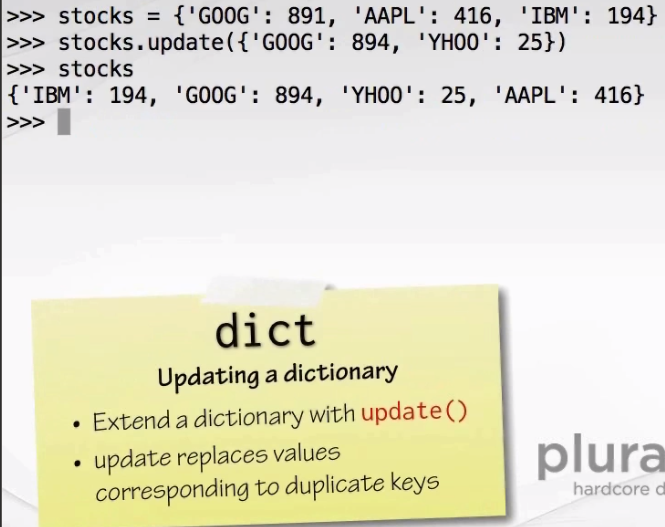 >>> stocks = {'GOOG': 891, 'AAPL': 416, 'IBM': 194}
>>> stocks.update({'GOOG': 894, 'YHOO': 25})
>>> stocks
{'IBM': 194, 'GOOG': 894, 'YHOO': 25, 'AAPL': 416}
>>>
dict
Updating a dictionary
• Extend a dictionary with update()
• update replaces values
corresponding to duplicate keys
plura
hardcore d